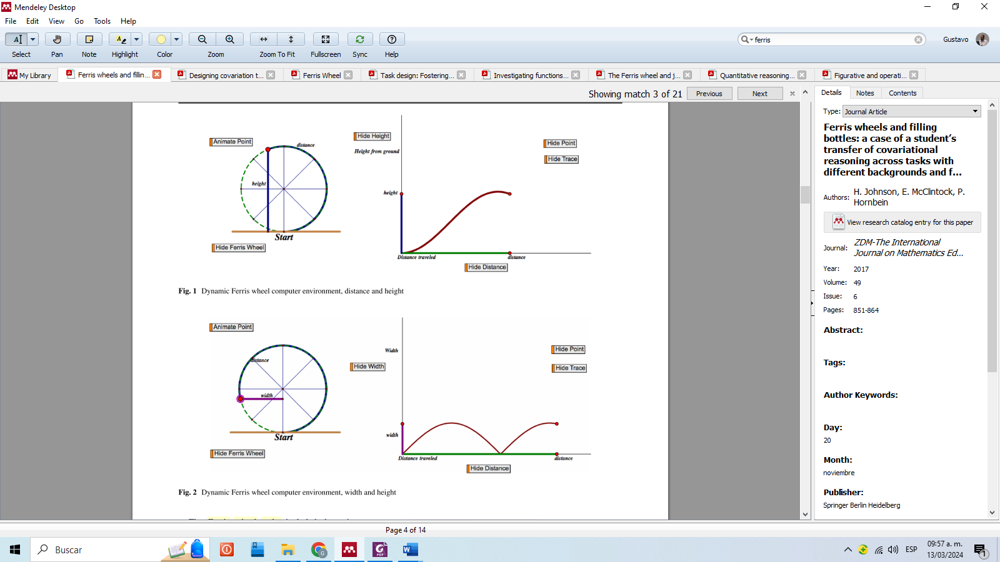 Mendeley Desktop
File Edit View Go Tools Help
Select Pan Note Highlight Color Zoom Zoom To Fit Fullscreen Sync Help
ferris
Gustavo
My Library
Ferris wheels and fillin...
Designing covariation t...
Ferris Wheel
Task design: Fostering...
Investigating functions...
The Ferris wheel and j...
Quantitative reasoning...
Figurative and operati...
Showing match 3 of 21 Previous Next
Animate Point
distance
height
Start
Hide Ferris Wheel
Hide Height
Height from ground
height
Distance traveled
distance
Hide Distance
Hide Point
Hide Trace
Fig. 1 Dynamic Ferris wheel computer environment, distance and height
Animate Point
distance
width
Start
Hide Ferris Wheel
Width
Hide Width
width
Distance traveled
distance
Hide Distance
Hide Point
Hide Trace
Fig. 2 Dynamic Ferris wheel computer environment, width and height
Details Notes Contents
Type: Journal Article
Ferris wheels and filling
bottles: a case of a student’s
transfer of covariational
reasoning across tasks with
different backgrounds and f...
Authors: H. Johnson, E. McClintock, P.
Hornbein
View research catalog entry for this paper
Journal: ZDM-The International
Journal on Mathematics Ed...
Year: 2017
Volume: 49
Issue: 6
Pages: 851-864
Abstract:
Tags:
Author Keywords:
Day:
20
Month:
noviembre
Publisher:
Springer Berlin Heidelberg
Page 4 of 14
Buscar
ESP
09:57 a. m.
13/03/2024
1